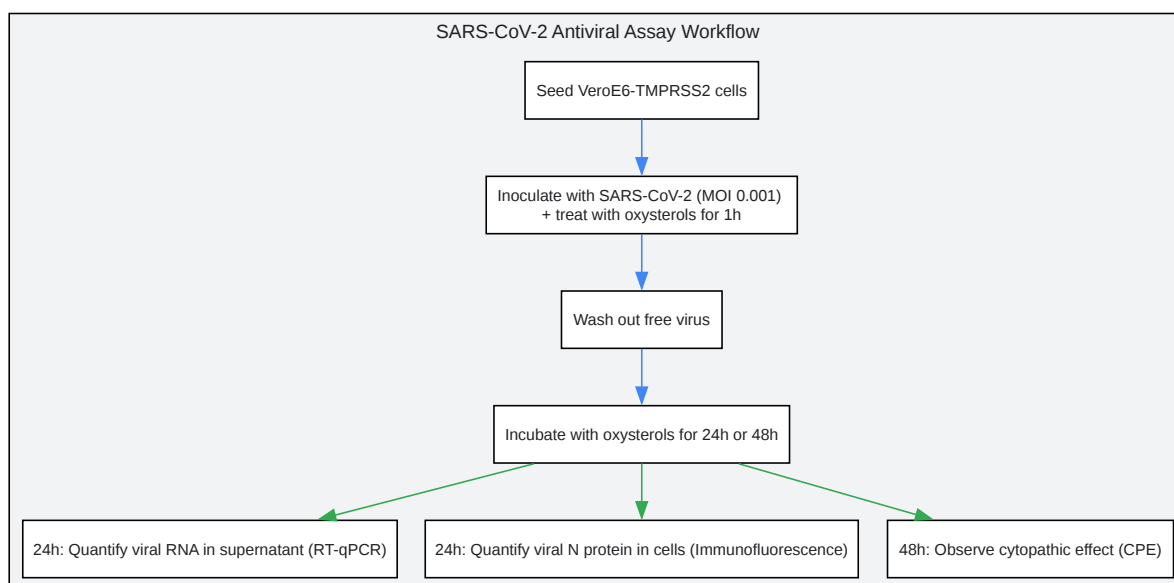 SARS-CoV-2 Antiviral Assay Workflow
Seed VeroE6-TMPRSS2 cells
Inoculate with SARS-CoV-2 (MOI 0.001)
+ treat with oxysterols for 1h
Wash out free virus
Incubate with oxysterols for 24h or 48h
24h: Quantify viral RNA in supernatant (RT-qPCR)
24h: Quantify viral N protein in cells (Immunofluorescence)
48h: Observe cytopathic effect (CPE)